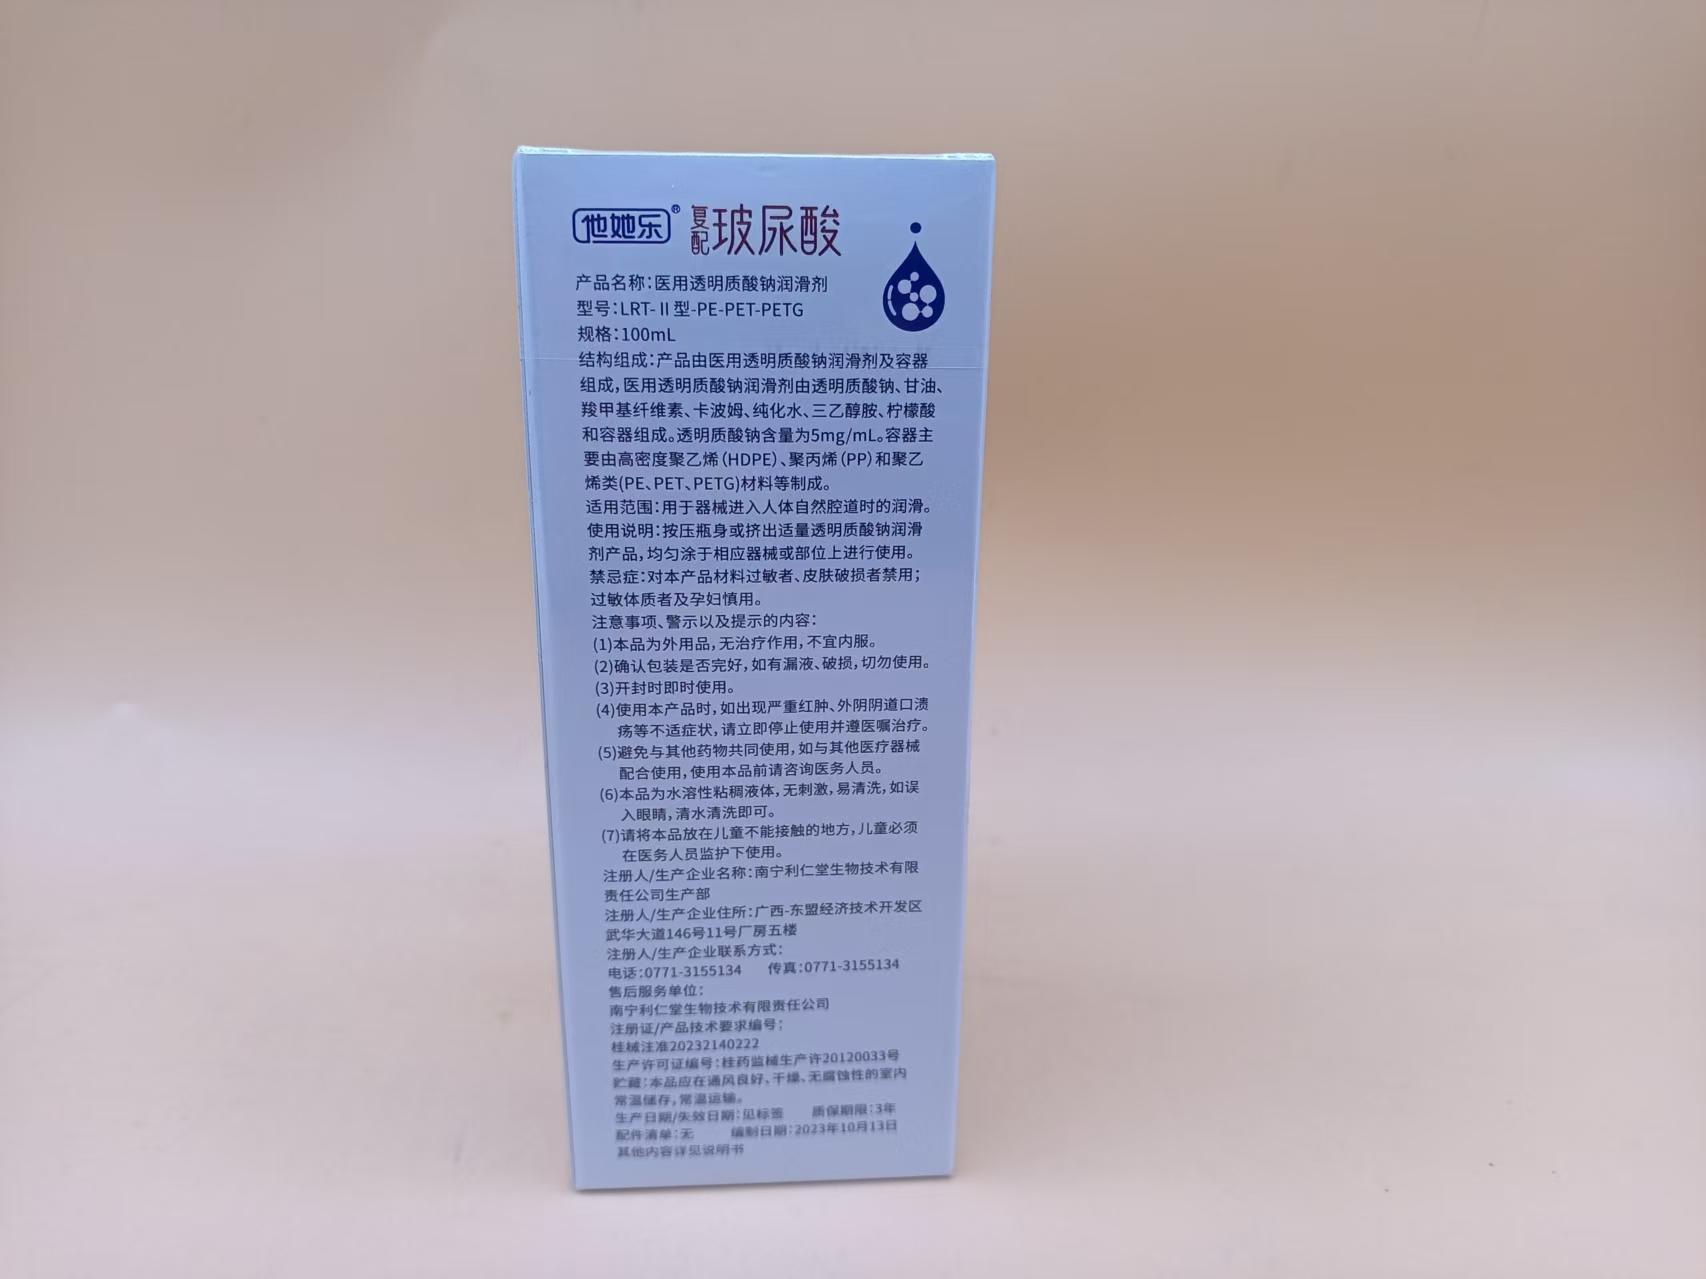 他她乐® 复配玻尿酸
产品名称:医用透明质酸钠润滑剂
型号:LRT-Ⅱ型-PE-PET-PETG
规格:100mL
结构组成:产品由医用透明质酸钠润滑剂及容器
组成,医用透明质酸钠润滑剂由透明质酸钠、甘油、
羧甲基纤维素、卡波姆、纯化水、三乙醇胺、柠檬酸
和容器组成。透明质酸钠含量为5mg/mL。容器主
要由高密度聚乙烯(HDPE)、聚丙烯(PP)和聚乙
烯类(PE、PET、PETG)材料等制成。
适用范围:用于器械进入人体自然腔道时的润滑。
使用说明:按压瓶身或挤出适量透明质酸钠润滑
剂产品,均匀涂于相应器械或部位上进行使用。
禁忌症:对本产品材料过敏者、皮肤破损者禁用;
过敏体质者及孕妇慎用。
注意事项、警示以及提示的内容:
(1)本品为外用品,无治疗作用,不宜内服。
(2)确认包装是否完好,如有漏液、破损,切勿使用。
(3)开封时即时使用。
(4)使用本产品时,如出现严重红肿、外阴阴道口溃
疡等不适症状,请立即停止使用并遵医嘱治疗。
(5)避免与其他药物共同使用,如与其他医疗器械
配合使用,使用本品前请咨询医务人员。
(6)本品为水溶性粘稠液体,无刺激,易清洗,如误
入眼睛,清水清洗即可。
(7)请将本品放在儿童不能接触的地方,儿童必须
在医务人员监护下使用。
注册人/生产企业名称:南宁利仁堂生物技术有限
责任公司生产部
注册人/生产企业住所:广西-东盟经济技术开发区
武华大道146号11号厂房五楼
注册人/生产企业联系方式:
电话:0771-3155134 传真:0771-3155134
售后服务单位:
南宁利仁堂生物技术有限责任公司
注册证/产品技术要求编号:
桂械注准20232140222
生产许可证编号:桂药监械生产许20120033号
贮藏:本品应在通风良好、干燥、无腐蚀性的室内
常温储存,常温运输。
生产日期/失效日期:见标签 质保期限:3年
配件清单:无 编制日期:2023年10月13日
其他内容详见说明书